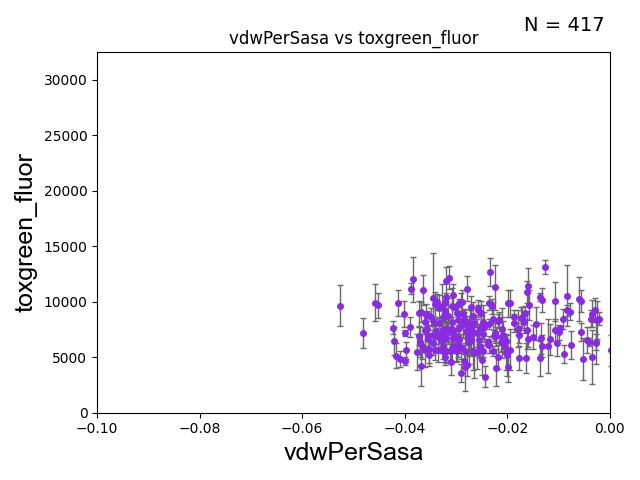 N = 417
vdwPerSasa vs toxgreen_fluor
30000
25000
20000
15000
10000
5000
0
toxgreen_fluor
−0.10 −0.08 −0.06 −0.04 −0.02 0.00
vdwPerSasa